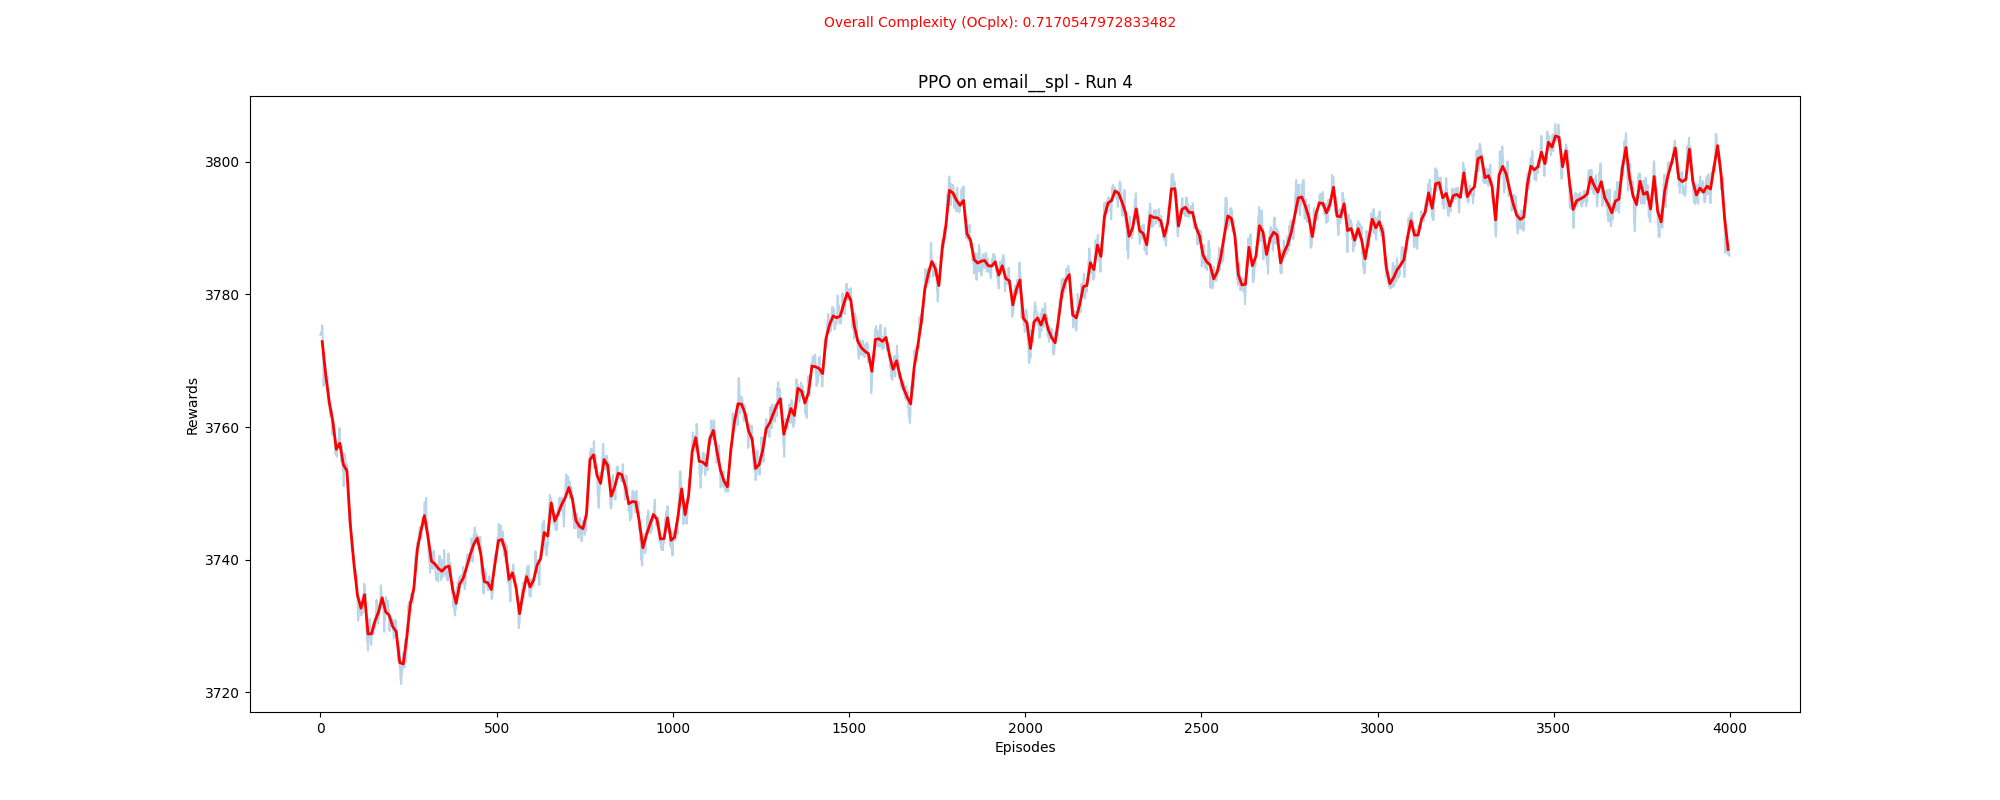 Overall Complexity (OCplx): 0.7170547972833482
PPO on email__spl - Run 4
Rewards
3800
3780
3760
3740
3720
0 500 1000 1500 2000 2500 3000 3500 4000
Episodes